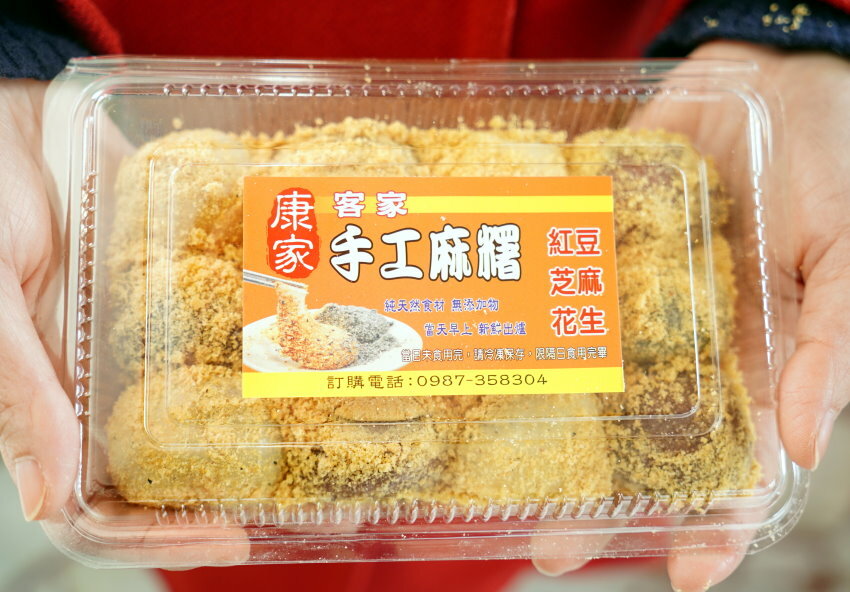 康家
客家
手工麻糬
紅豆
芝麻
花生
純天然食材 無添加物
當天早上 新鮮出爐
當日未食用完，請冷凍保存，限隔日食用完畢
訂購電話：0987-358304